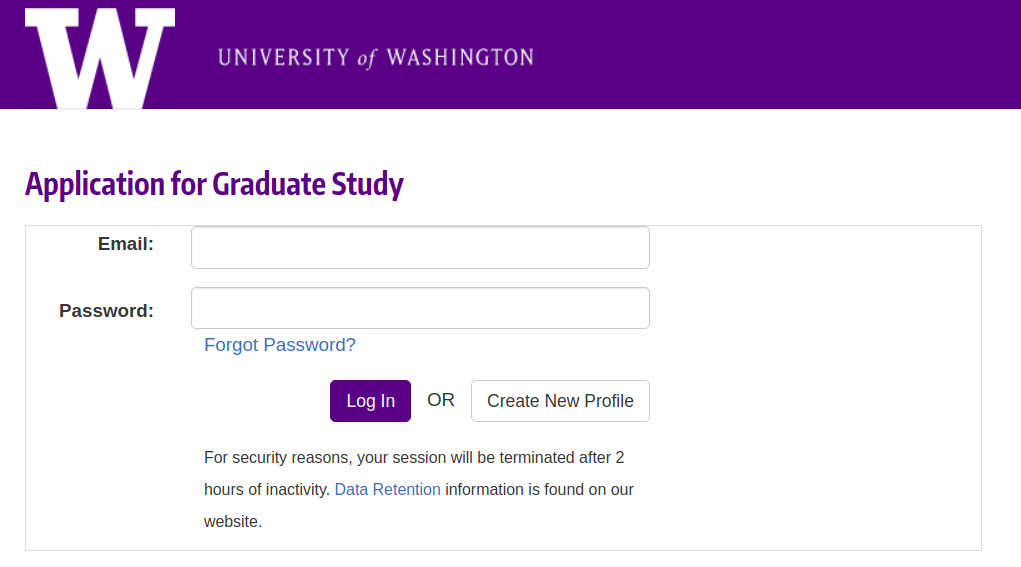 W
UNIVERSITY of WASHINGTON
Application for Graduate Study
Email:
Password:
Forgot Password?
Log In OR Create New Profile
For security reasons, your session will be terminated after 2
hours of inactivity. Data Retention information is found on our
website.